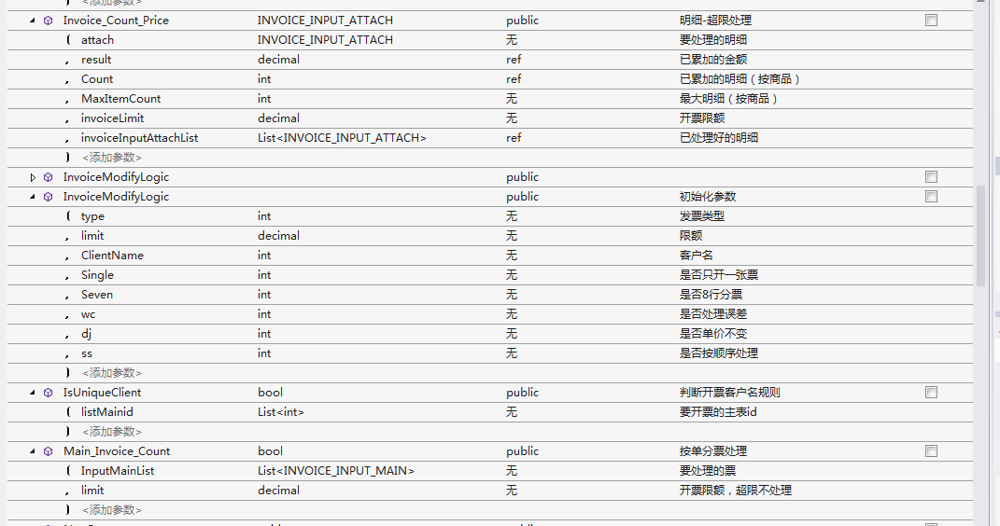 ) <添加参数>
Invoice_Count_Price INVOICE_INPUT_ATTACH public 明细-超限处理
( attach INVOICE_INPUT_ATTACH 无 要处理的明细
, result decimal ref 已累加的金额
, Count int ref 已累加的明细(按商品)
, MaxItemCount int 无 最大明细(按商品)
, invoiceLimit decimal 无 开票限额
, invoiceInputAttachList List<INVOICE_INPUT_ATTACH> ref 已处理好的明细
) <添加参数>
InvoiceModifyLogic public
InvoiceModifyLogic public 初始化参数
( type int 无 发票类型
, limit decimal 无 限额
, ClientName int 无 客户名
, Single int 无 是否只开一张票
, Seven int 无 是否8行分票
, wc int 无 是否处理误差
, dj int 无 是否单价不变
, ss int 无 是否按顺序处理
) <添加参数>
IsUniqueClient bool public 判断开票客户名规则
( listMainid List<int> 无 要开票的主表id
) <添加参数>
Main_Invoice_Count bool public 按单分票处理
( InputMainList List<INVOICE_INPUT_MAIN> 无 要处理的票
, limit decimal 无 开票限额，超限不处理
) <添加参数>